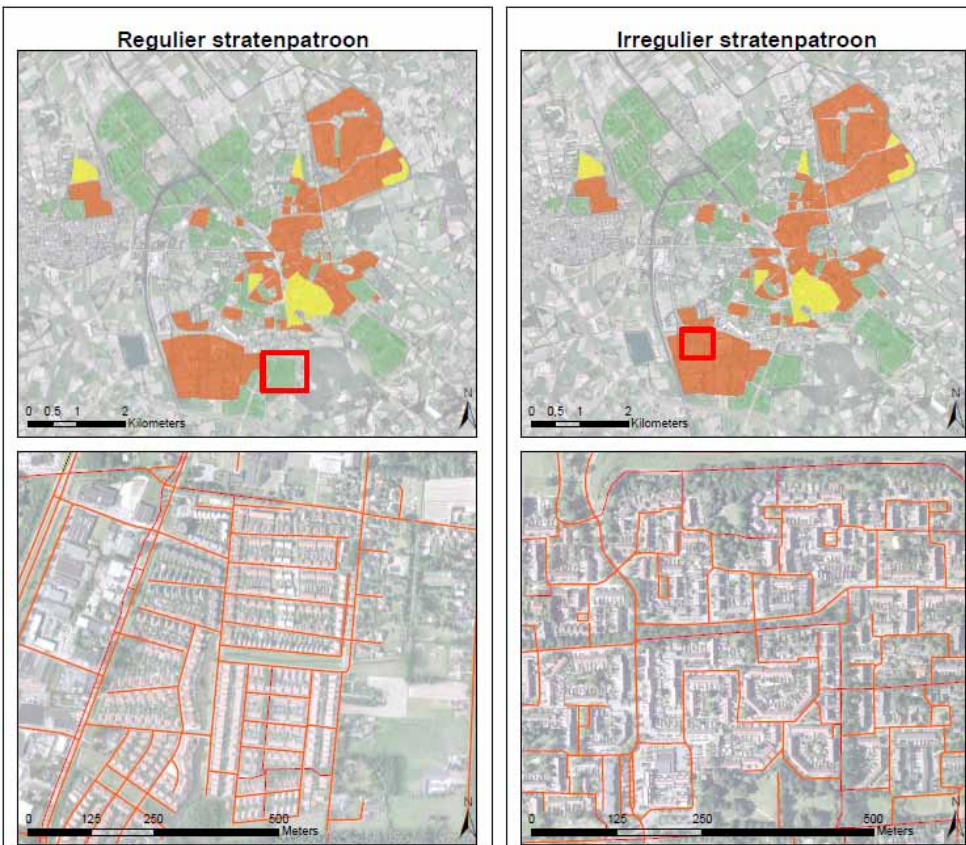 Regulier stratenpatroon
N
0 0.5 1 2
Kilometers
N
0 125 250 500
Meters
Irregulier stratenpatroon
N
0 0.5 1 2
Kilometers
N
0 125 250 500
Meters